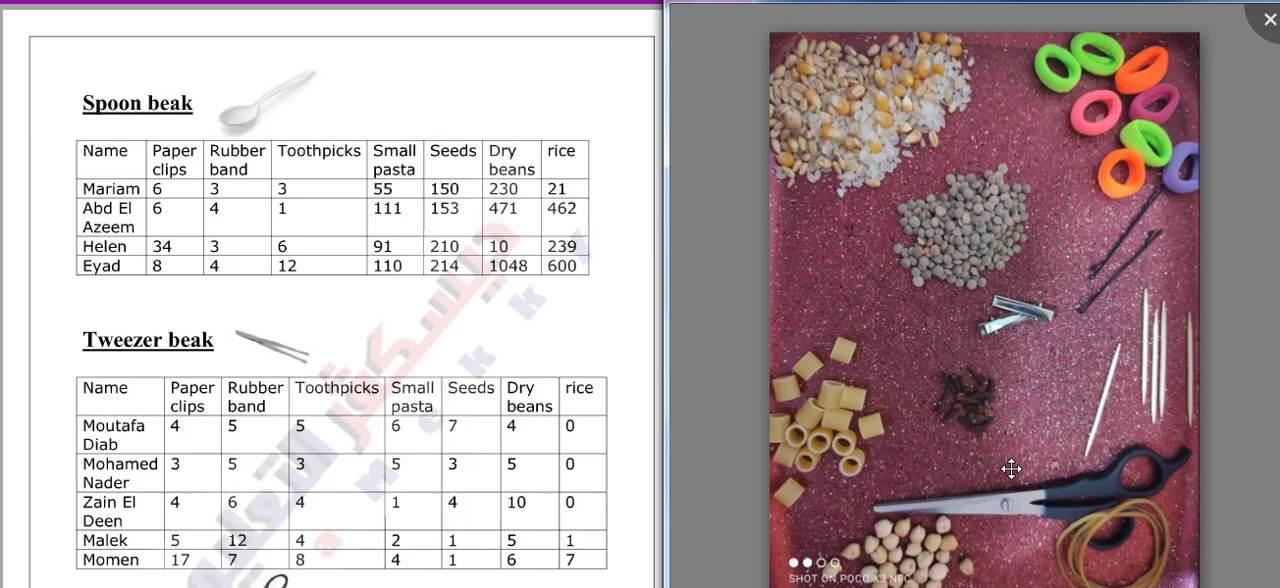 Spoon beak
Name Paper clips Rubber band Toothpicks Small pasta Seeds Dry beans rice
Mariam 6 3 3 55 150 230 21
Abd El Azeem 6 4 1 111 153 471 462
Helen 34 3 6 91 210 10 239
Eyad 8 4 12 110 214 1048 600
Tweezer beak
Name Paper clips Rubber band Toothpicks Small pasta Seeds Dry beans rice
Moutafa Diab 4 5 5 6 7 4 0
Mohamed Nader 3 5 3 5 3 5 0
Zain El Deen 4 6 4 1 4 10 0
Malek 5 12 4 2 1 5 1
Momen 17 7 8 4 1 6 7
SHOT ON POCO X3 NFC